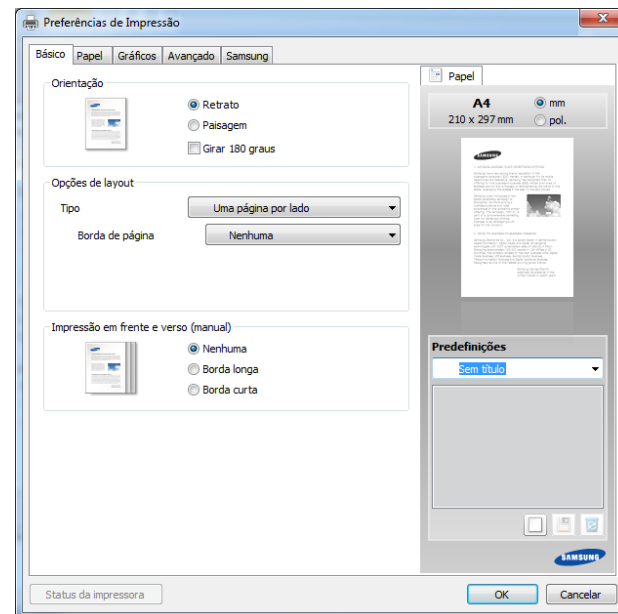 Preferências de Impressão
Básico Papel Gráficos Avançado Samsung
Orientação
Retrato
Paisagem
Girar 180 graus
Opções de layout
Tipo Uma página por lado
Borda de página Nenhuma
Impressão em frente e verso (manual)
Nenhuma
Borda longa
Borda curta
Papel
A4 mm
210 x 297 mm pol.
SAMSUNG
Predefinições
Sem título
SAMSUNG
Status da impressora OK Cancelar